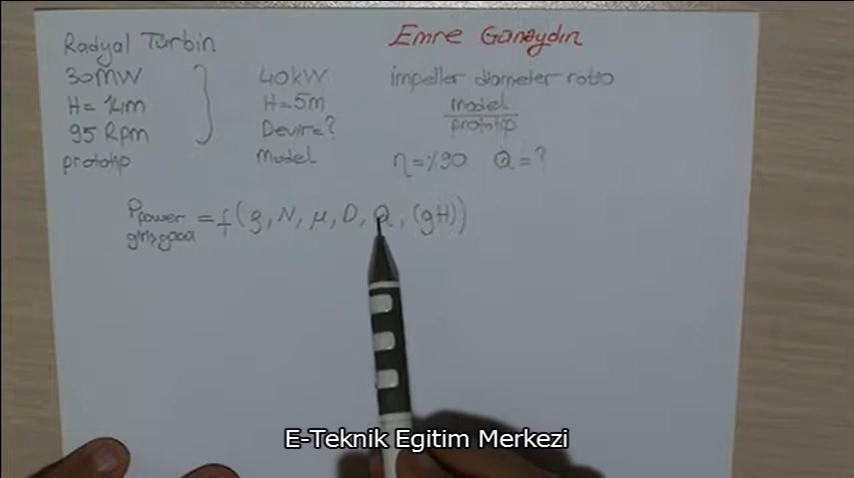 Radyal Türbin
Emre Günaydın
30MW
40kW
impeller diameter ratio
H= 14m
H=5m
model
95 Rpm
Devir=?
prototip
prototip
Model
η=%90 Q=?
Ppower = f(ρ, N, μ, D, Q, (gH))
giriş gücü
E-Teknik Egitim Merkezi